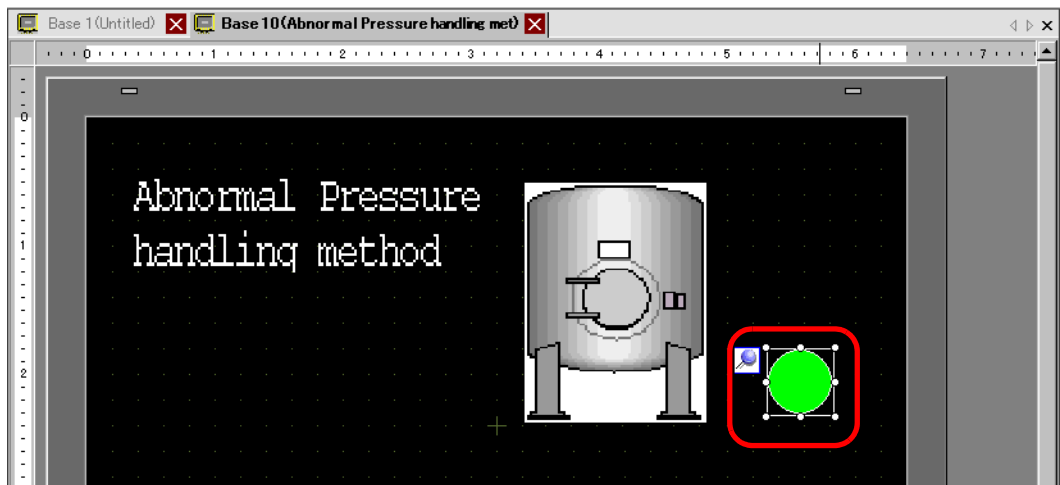 Base 1(Untitled) Base 10(Abnormal Pressure handling met)
0 1 2 3 4 5 6 7
0
Abnormal Pressure
handling method
1
2